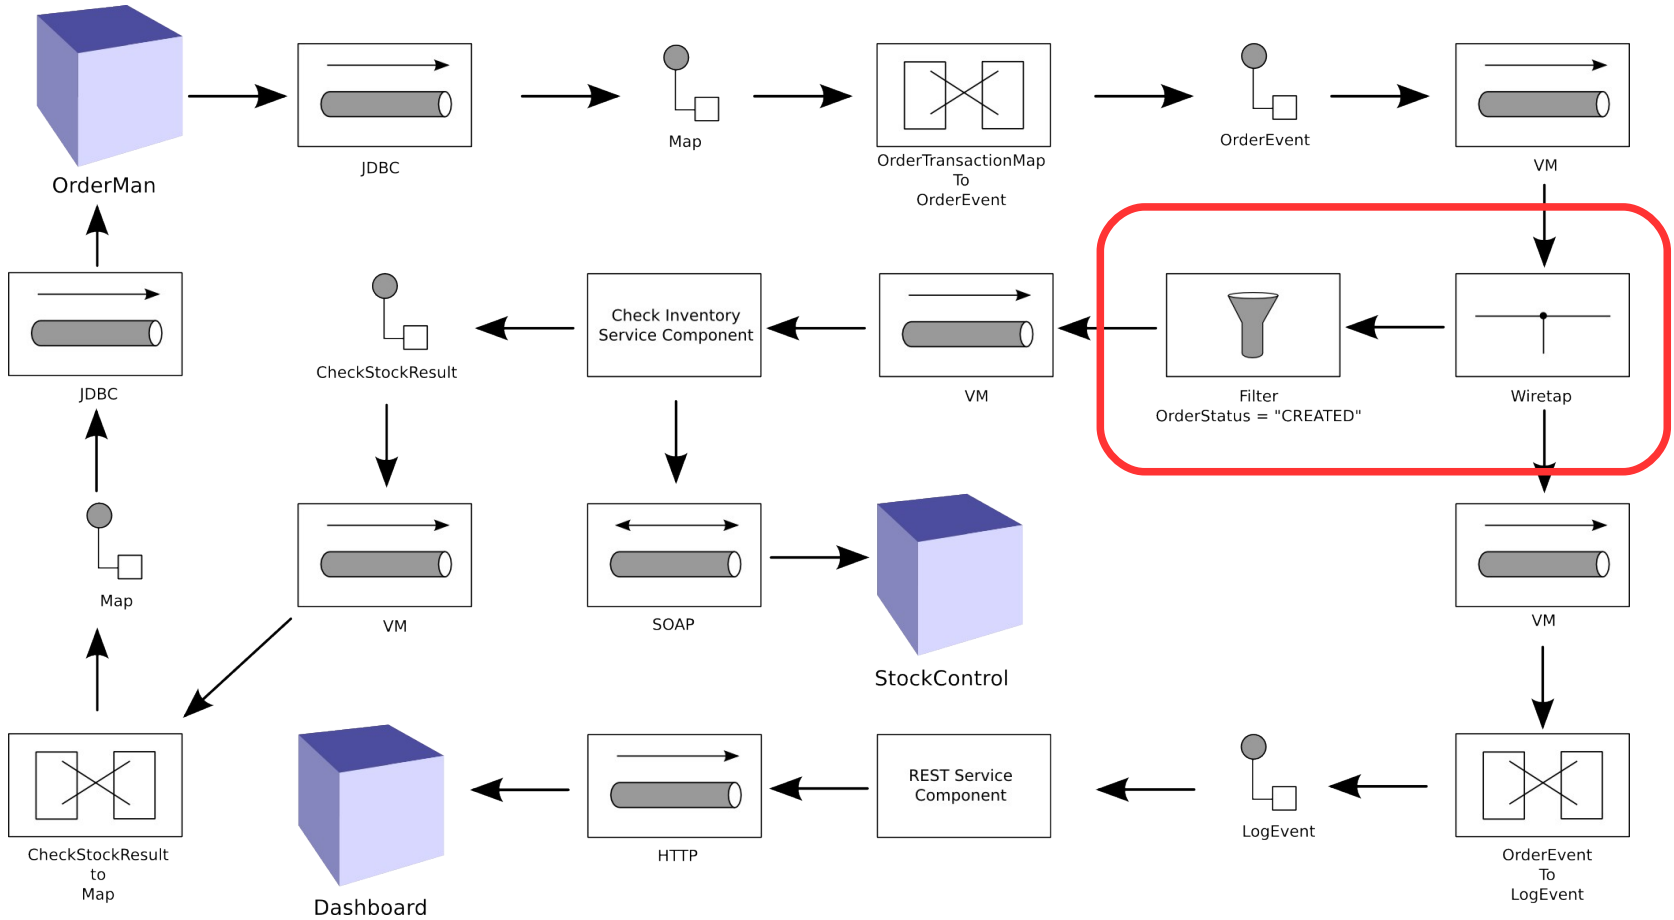 OrderMan
JDBC
Map
OrderTransactionMap
To
OrderEvent
OrderEvent
VM
JDBC
CheckStockResult
Check Inventory
Service Component
VM
Filter
OrderStatus = "CREATED"
Wiretap
Map
VM
SOAP
StockControl
VM
CheckStockResult
to
Map
Dashboard
HTTP
REST Service
Component
LogEvent
OrderEvent
To
LogEvent